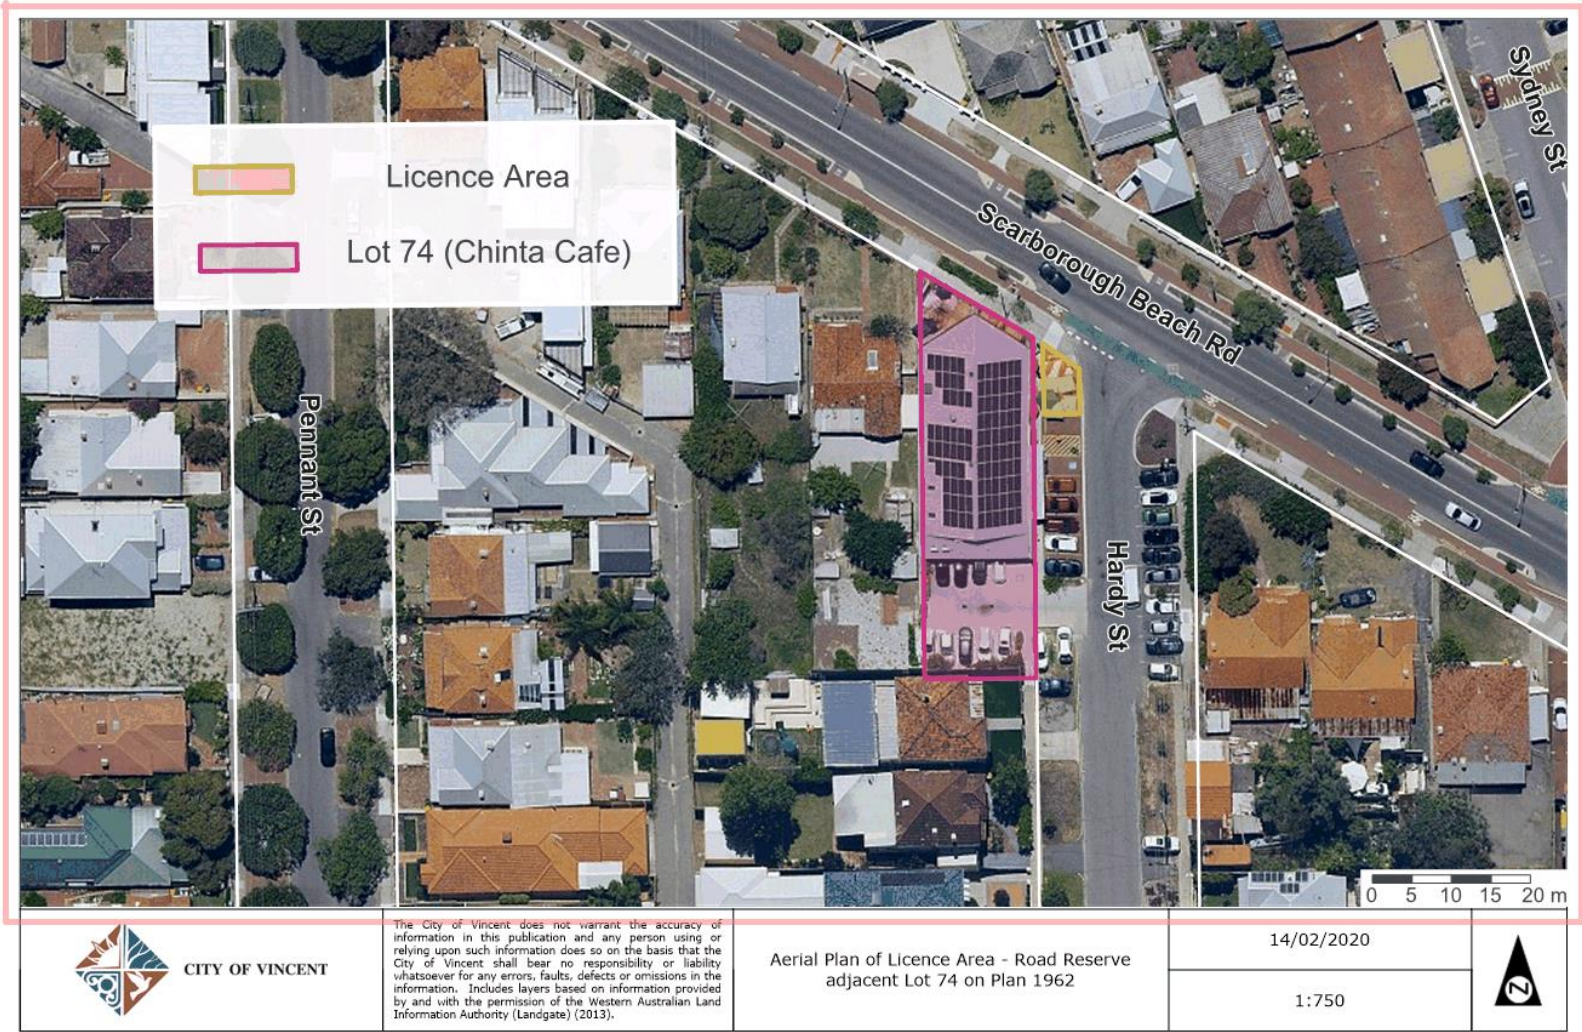 Sydney St
Licence Area
Lot 74 (Chinta Cafe)
Scarborough Beach Rd
Pennant St
Hardy St
0 5 10 15 20 m
CITY OF VINCENT
The City of Vincent does not warrant the accuracy of
information in this publication and any person using or
relying upon such information does so on the basis that the
City of Vincent shall bear no responsibility or liability
whatsoever for any errors, faults, defects or omissions in the
information. Includes layers based on information provided
by and with the permission of the Western Australian Land
Information Authority (Landgate) (2013).
Aerial Plan of Licence Area - Road Reserve
adjacent Lot 74 on Plan 1962
14/02/2020
1:750
N